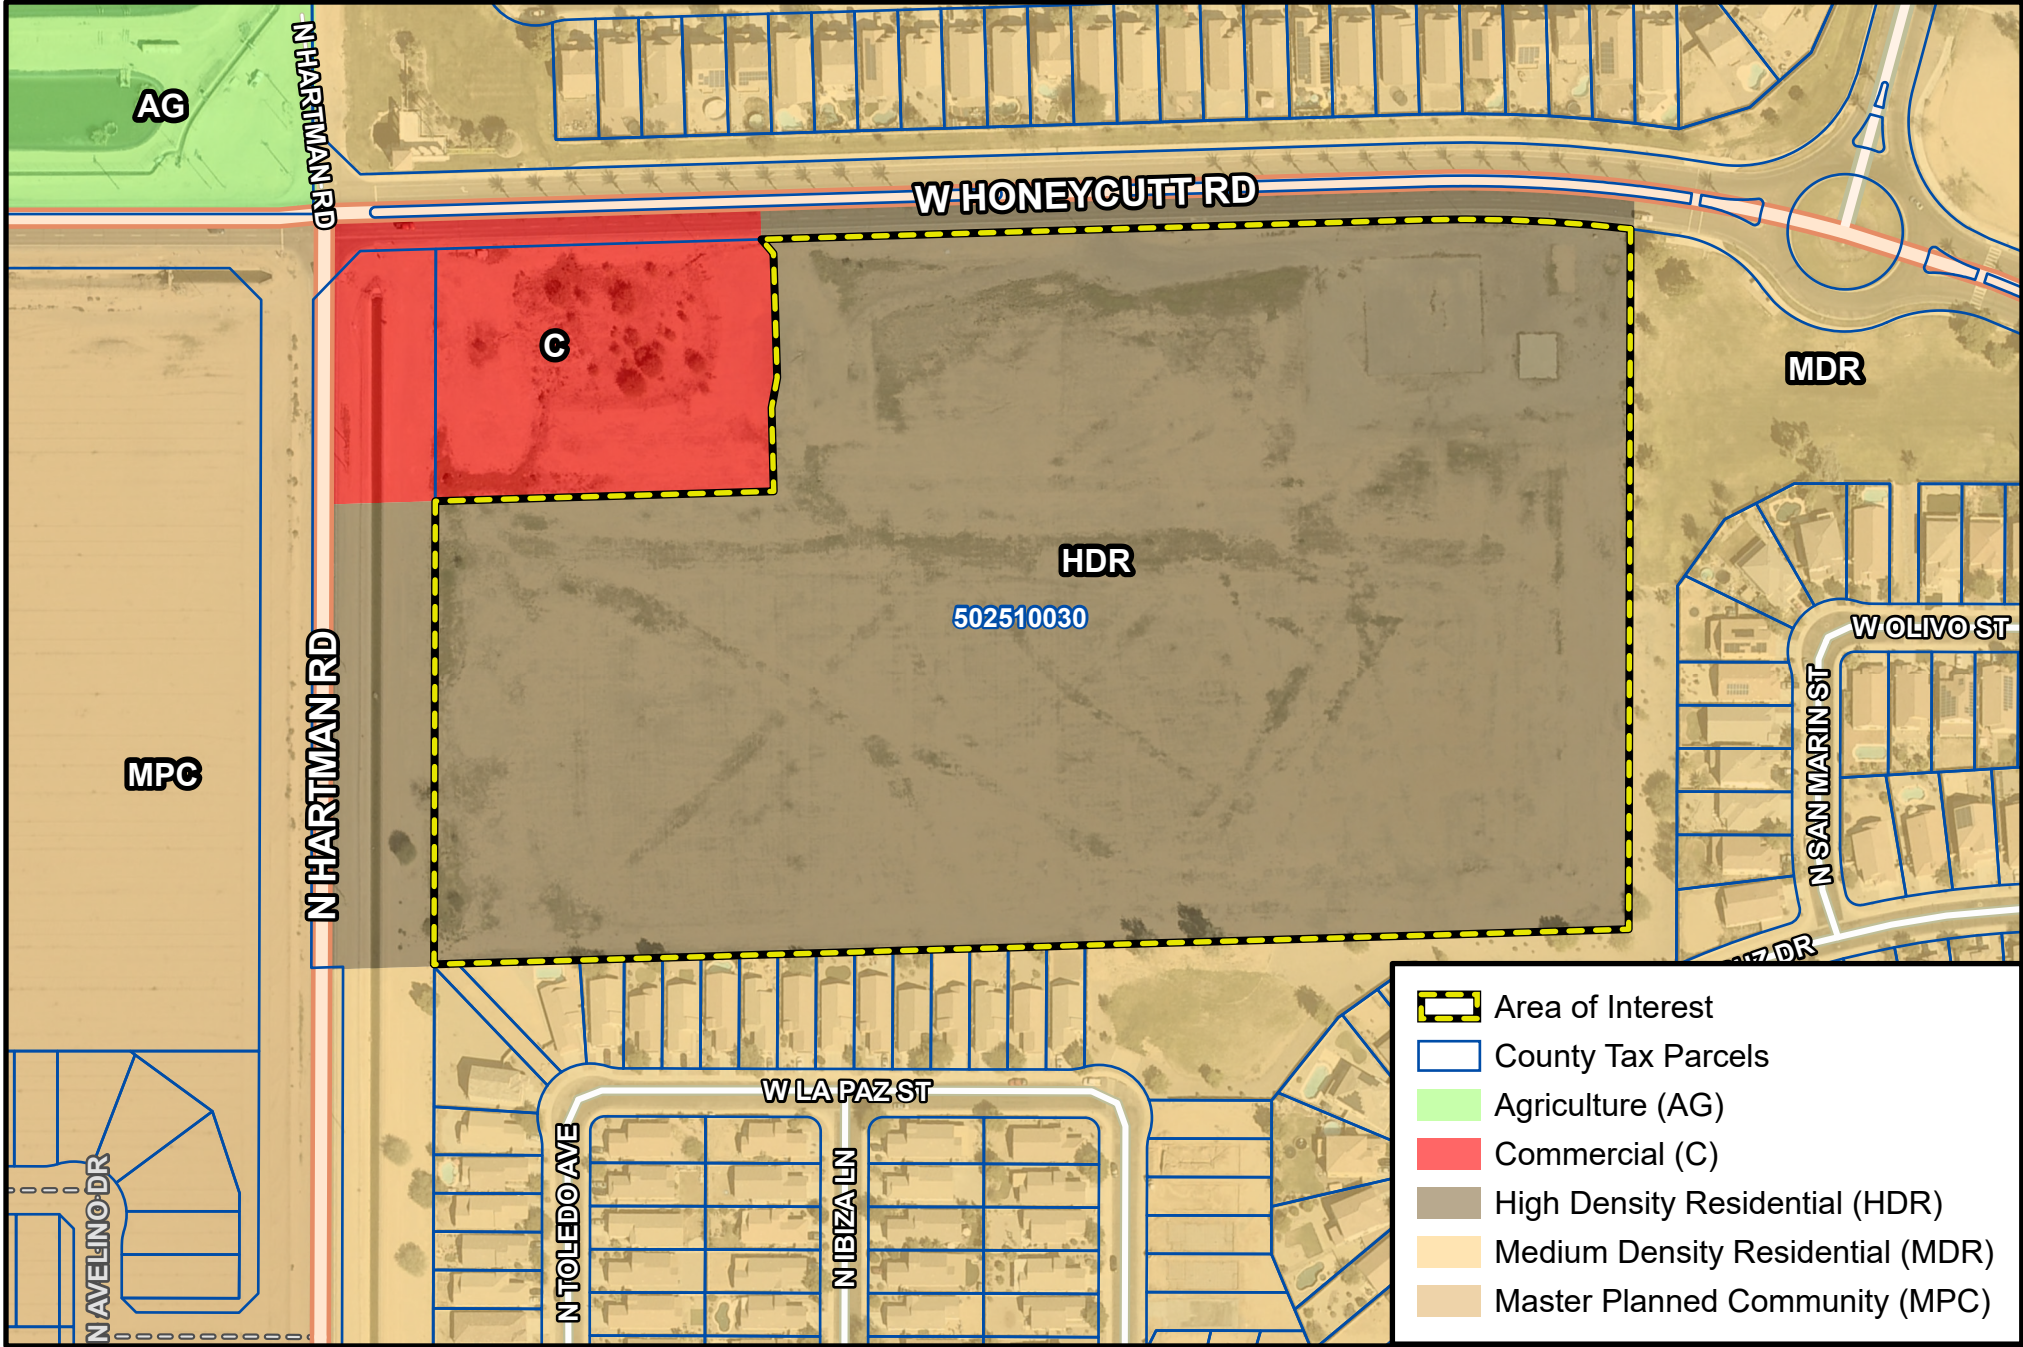 N HARTMAN RD
AG
W HONEYCUTT RD
C
MDR
HDR
502510030
W OLIVO ST
N SAN MARIN ST
N HARTMAN RD
MPC
W LA PAZ ST
N TOLEDO AVE
N IBIZA LN
N AVELINO DR
DR
Area of Interest
County Tax Parcels
Agriculture (AG)
Commercial (C)
High Density Residential (HDR)
Medium Density Residential (MDR)
Master Planned Community (MPC)